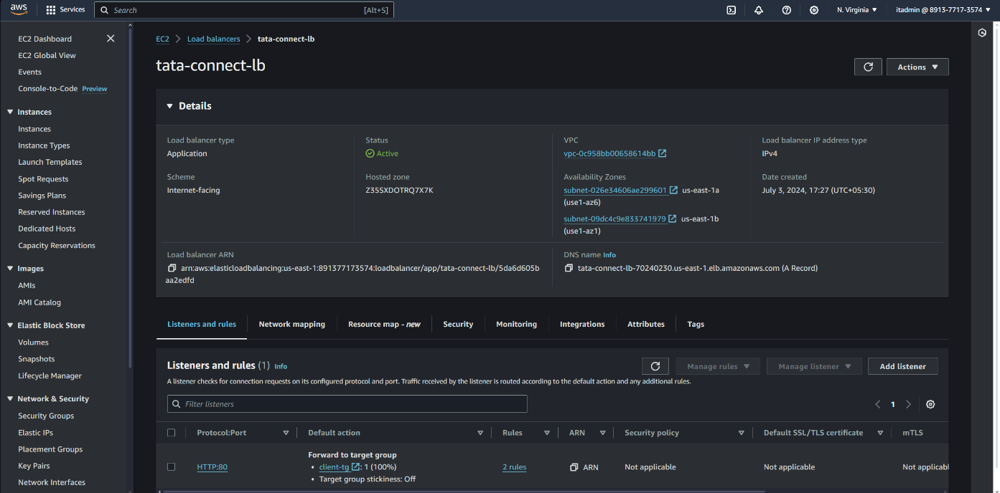 aws
Services
Search
[Alt+S]
N. Virginia
itadmin @ 8913-7717-3574
EC2 Dashboard
EC2 Global View
Events
Console-to-Code Preview
Instances
Instances
Instance Types
Launch Templates
Spot Requests
Savings Plans
Reserved Instances
Dedicated Hosts
Capacity Reservations
Images
AMIs
AMI Catalog
Elastic Block Store
Volumes
Snapshots
Lifecycle Manager
Network & Security
Security Groups
Elastic IPs
Placement Groups
Key Pairs
Network Interfaces
EC2 > Load balancers > tata-connect-lb
tata-connect-lb
Actions
Details
Load balancer type
Application
Status
Active
VPC
vpc-0c958bb00658614bb
Load balancer IP address type
IPv4
Scheme
Internet-facing
Hosted zone
Z35SXDOTRQ7X7K
Availability Zones
subnet-026e34606ae299601 us-east-1a
(use1-az6)
subnet-09dc4c9e833741979 us-east-1b
(use1-az1)
Date created
July 3, 2024, 17:27 (UTC+05:30)
Load balancer ARN
arn:aws:elasticloadbalancing:us-east-1:891377173574:loadbalancer/app/tata-connect-lb/5da6d605b
aa2edfd
DNS name Info
tata-connect-lb-70240230.us-east-1.elb.amazonaws.com (A Record)
Listeners and rules
Network mapping
Resource map - new
Security
Monitoring
Integrations
Attributes
Tags
Listeners and rules (1) Info
Manage rules
Manage listener
Add listener
A listener checks for connection requests on its configured protocol and port. Traffic received by the listener is routed according to the default action and any additional rules.
Filter listeners
1
Protocol:Port
Default action
Rules
ARN
Security policy
Default SSL/TLS certificate
mTLS
HTTP:80
Forward to target group
• client-tg : 1 (100%)
• Target group stickiness: Off
2 rules
ARN
Not applicable
Not applicable
Not applicabl